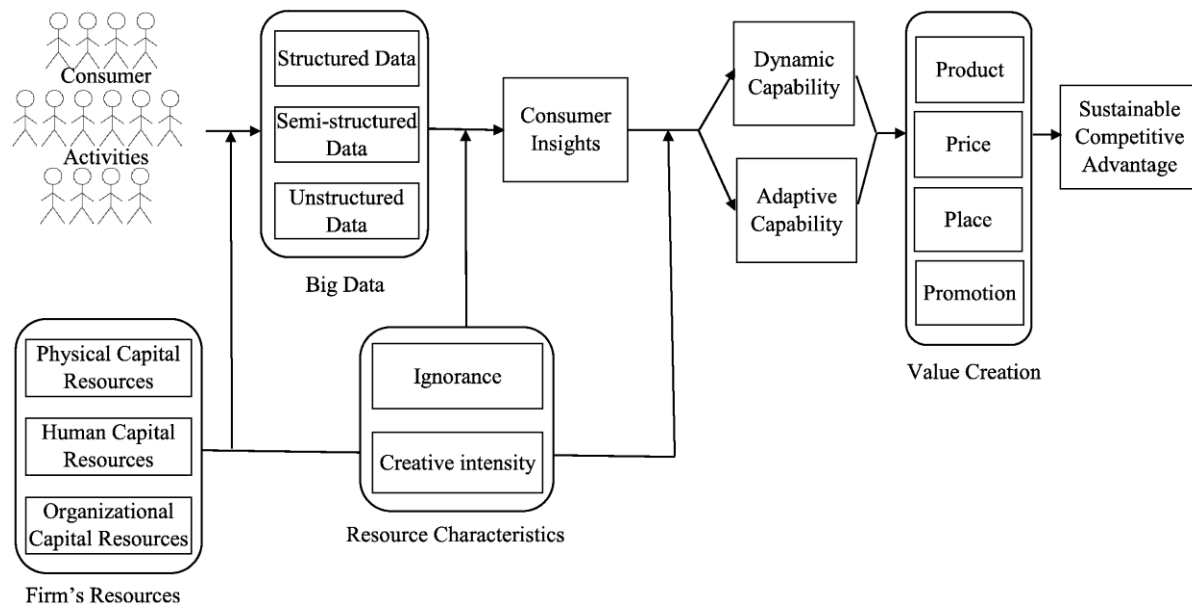 Consumer
Activities
Structured Data
Semi-structured
Data
Unstructured
Data
Big Data
Consumer
Insights
Dynamic
Capability
Adaptive
Capability
Product
Price
Place
Promotion
Value Creation
Sustainable
Competitive
Advantage
Physical Capital
Resources
Human Capital
Resources
Organizational
Capital Resources
Firm's Resources
Ignorance
Creative intensity
Resource Characteristics